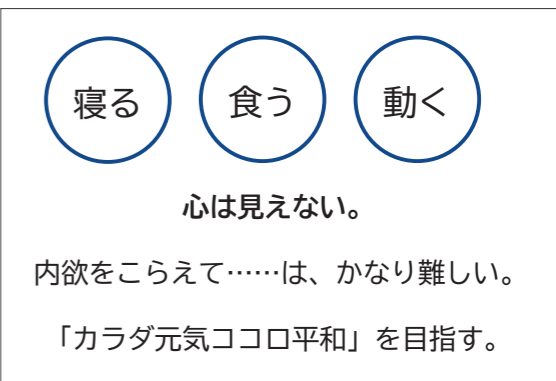 寝る 食う 動く
心は見えない。
内欲をこらえて……は、かなり難しい。
「カラダ元気ココロ平和」を目指す。